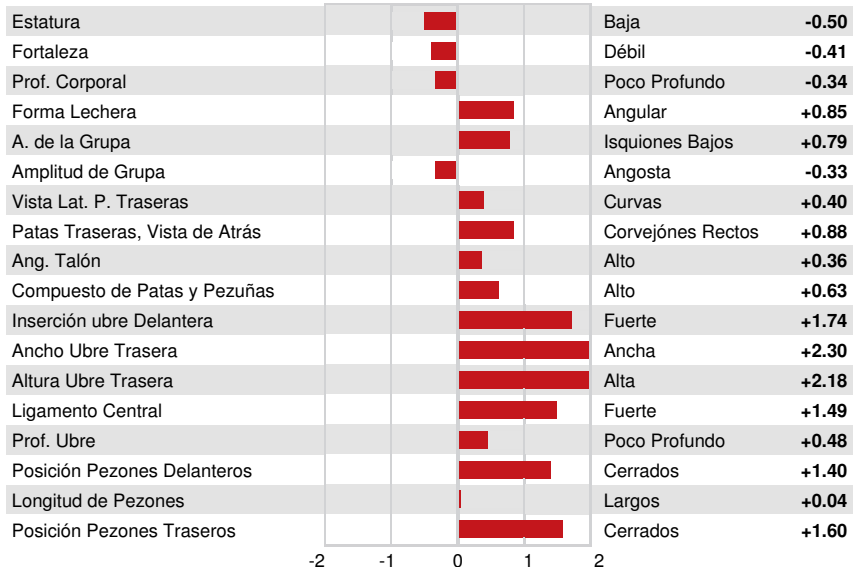 Estatura Baja -0.50
Fortaleza Débil -0.41
Prof. Corporal Poco Profundo -0.34
Forma Lechera Angular +0.85
A. de la Grupa Isquiones Bajos +0.79
Amplitud de Grupa Angosta -0.33
Vista Lat. P. Traseras Curvas +0.40
Patas Traseras, Vista de Atrás Corvejónes Rectos +0.88
Ang. Talón Alto +0.36
Compuesto de Patas y Pezuñas Alto +0.63
Inserción ubre Delantera Fuerte +1.74
Ancho Ubre Trasera Ancha +2.30
Altura Ubre Trasera Alta +2.18
Ligamento Central Fuerte +1.49
Prof. Ubre Poco Profundo +0.48
Posición Pezones Delanteros Cerrados +1.40
Longitud de Pezones Largos +0.04
Posición Pezones Traseros Cerrados +1.60
-2 -1 0 1 2